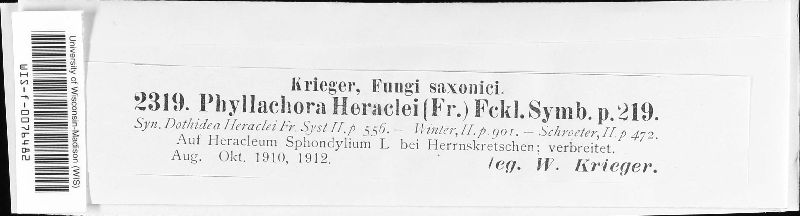 University of Wisconsin-Madison (WIS)
WIS-f-0076482
Krieger, Fungi saxonici.
2319. Phyllachora Heraclei (Fr.) Fckl. Symb. p. 219.
Syn. Dothidea Heraclei Fr. Syst II. p 556. — Winter, II. p. 901. — Schroeter, II p 472.
Auf Heracleum Sphondylium L bei Herrnskretschen; verbreitet.
Aug. Okt. 1910, 1912.
leg. W. Krieger.